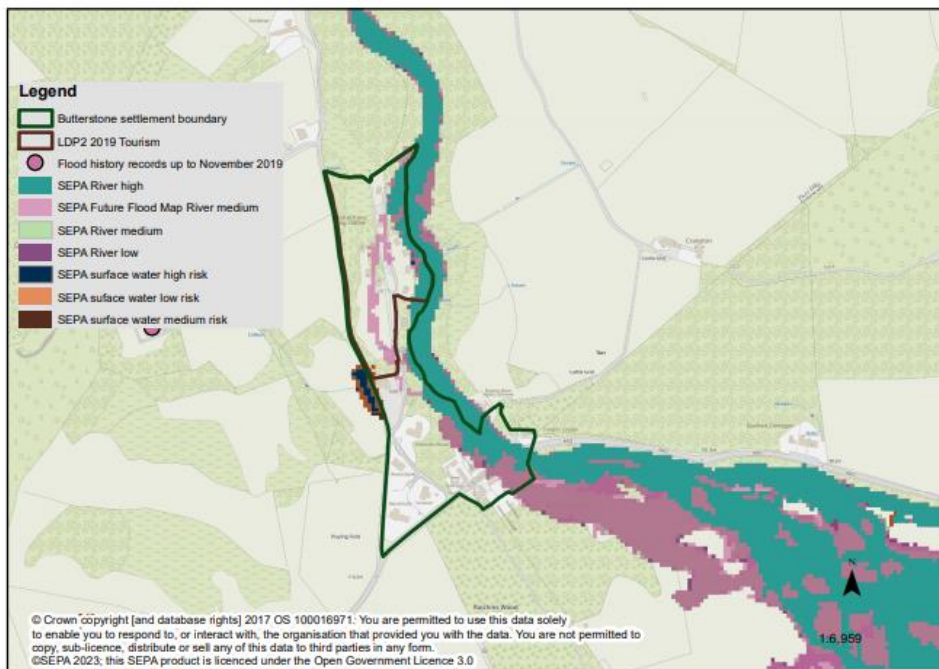 Legend
Butterstone settlement boundary
LDP2 2019 Tourism
Flood history records up to November 2019
SEPA River high
SEPA Future Flood Map River medium
SEPA River medium
SEPA River low
SEPA surface water high risk
SEPA suface water low risk
SEPA surface water medium risk
N
1:6,959
© Crown copyright [and database rights] 2017 OS 100016971. You are permitted to use this data solely
to enable you to respond to, or interact with, the organisation that provided you with the data. You are not permitted to
copy, sub-licence, distribute or sell any of this data to third parties in any form.
©SEPA 2023; this SEPA product is licenced under the Open Government Licence 3.0